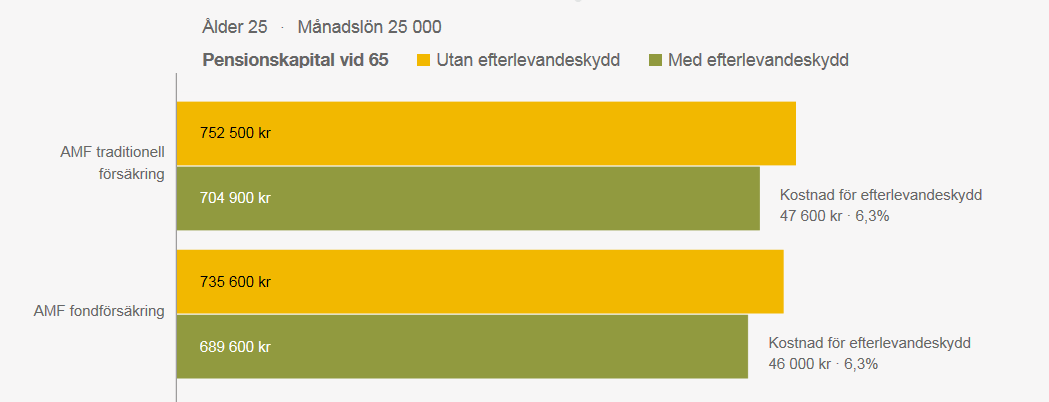 Ålder 25 · Månadslön 25 000
Pensionskapital vid 65 Utan efterlevandeskydd Med efterlevandeskydd
AMF traditionell
försäkring
752 500 kr
704 900 kr
Kostnad för efterlevandeskydd
47 600 kr · 6,3%
AMF fondförsäkring
735 600 kr
689 600 kr
Kostnad för efterlevandeskydd
46 000 kr · 6,3%